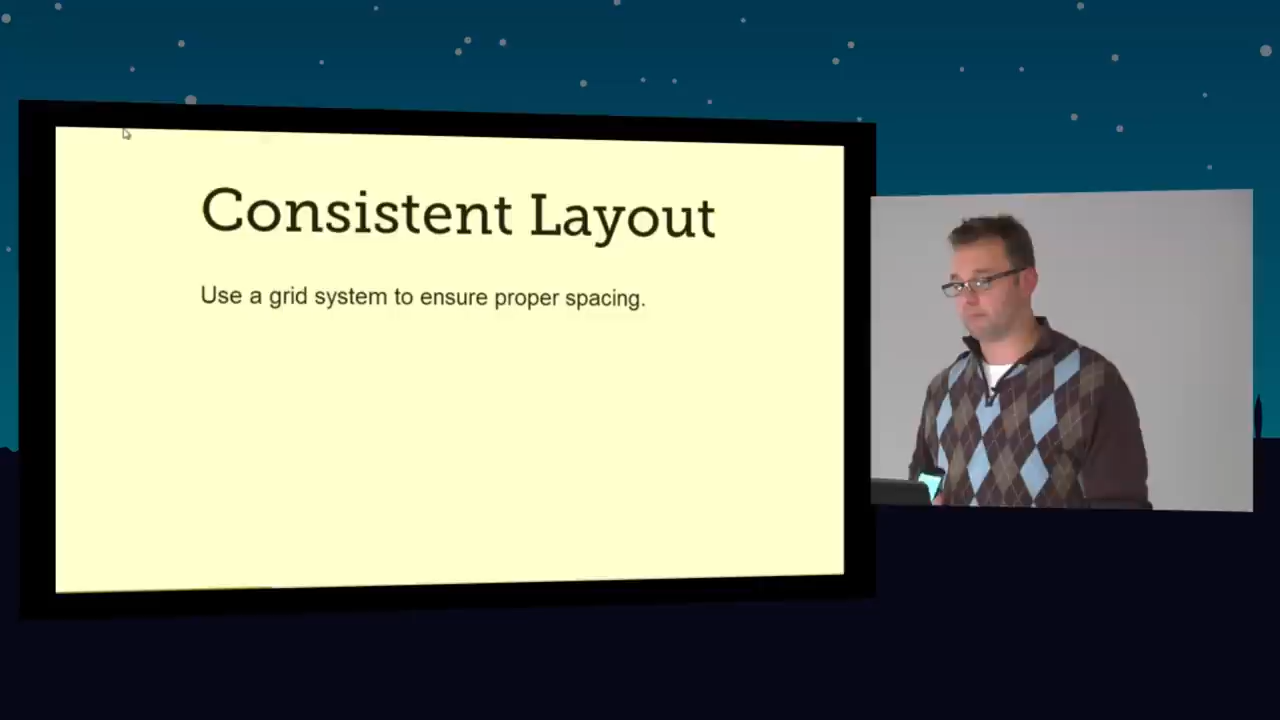 Consistent Layout
Use a grid system to ensure proper spacing.